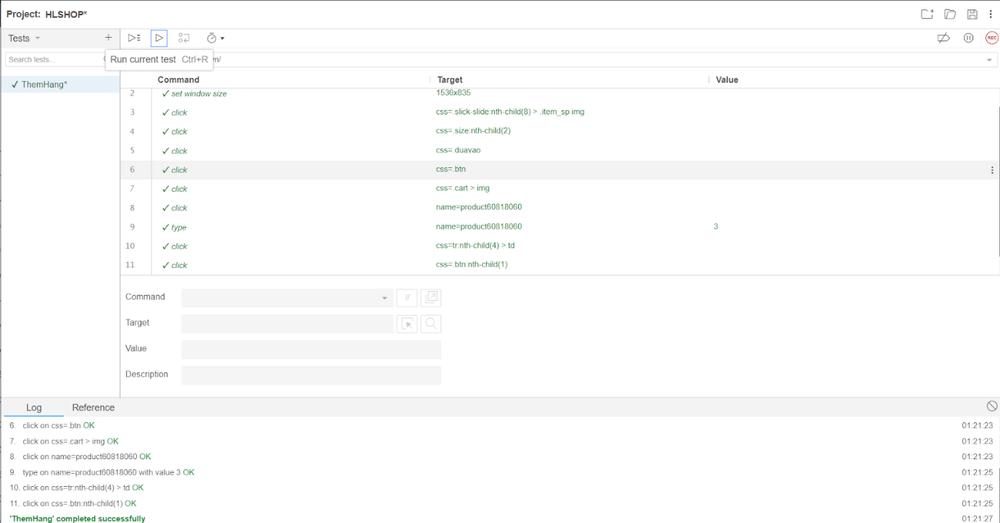 Project: HLSHOP*
Tests
Search tests...
Run current test Ctrl+R
vn/
ThemHang*
Command Target Value
2 set window size 1536x835
3 click css=.slick-slide:nth-child(8) > .item_sp img
4 click css=.size:nth-child(2)
5 click css=.duavao
6 click css=.btn
7 click css=.cart > img
8 click name=product60818060
9 type name=product60818060 3
10 click css=tr:nth-child(4) > td
11 click css=.btn:nth-child(1)
Command //
Target
Value
Description
Log Reference
6. click on css=.btn OK 01:21:23
7. click on css=.cart > img OK 01:21:23
8. click on name=product60818060 OK 01:21:23
9. type on name=product60818060 with value 3 OK 01:21:25
10. click on css=tr:nth-child(4) > td OK 01:21:25
11. click on css=.btn:nth-child(1) OK 01:21:25
'ThemHang' completed successfully 01:21:27
REC